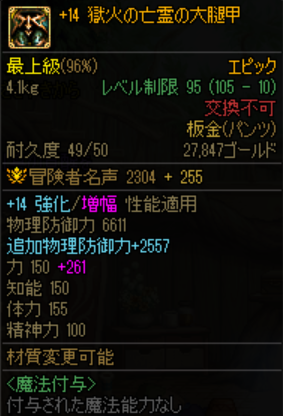 +14 獄火の亡霊の大腿甲
最上級(96%) エピック
4.1kg レベル制限 95 (105 - 10)
交換不可
板金(パンツ)
耐久度 49/50 27,847ゴールド
冒険者名声 2304 + 255
+14 強化/増幅 性能適用
物理防御力 6611
追加物理防御力+2557
力 150 +261
知能 150
体力 155
精神力 100
材質変更可能
<魔法付与>
付与された魔法能力なし